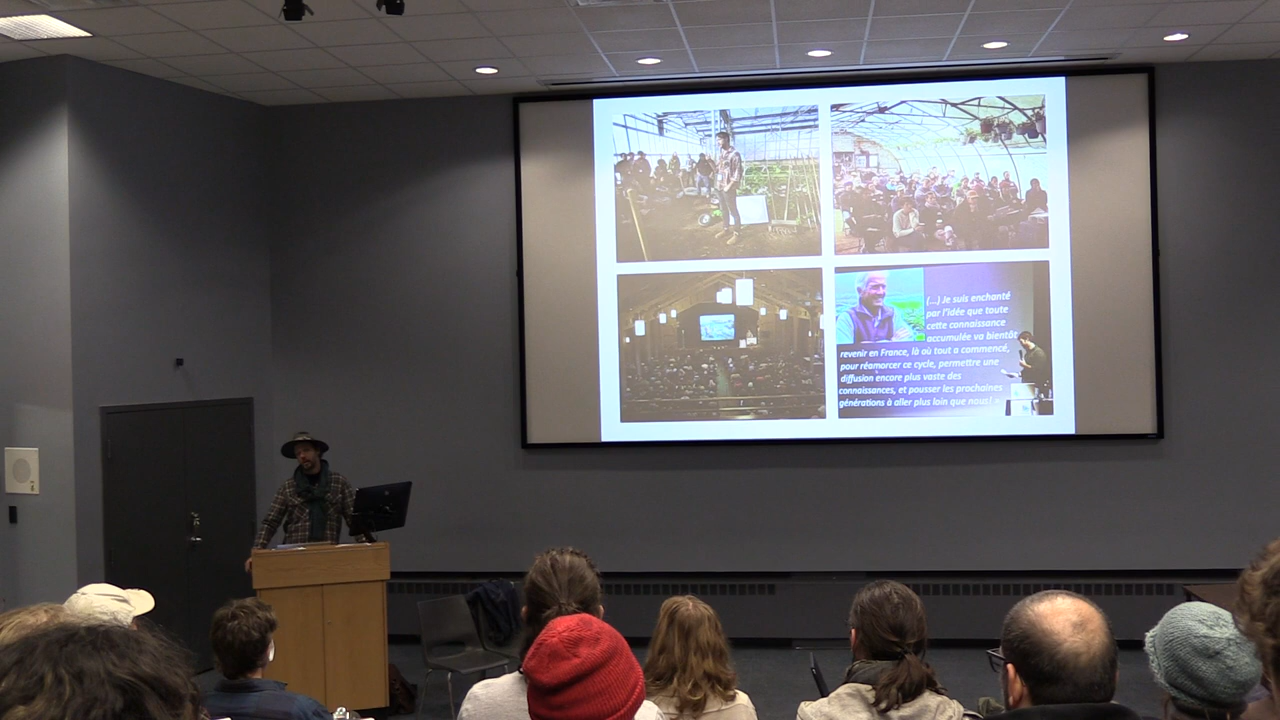 (...) Je suis enchanté
par l'idée que toute
cette connaissance
accumulée va bientôt
revenir en France, là où tout a commencé,
pour réamorcer ce cycle, permettre une
diffusion encore plus vaste des
connaissances, et pousser les prochaines
générations à aller plus loin que nous! »